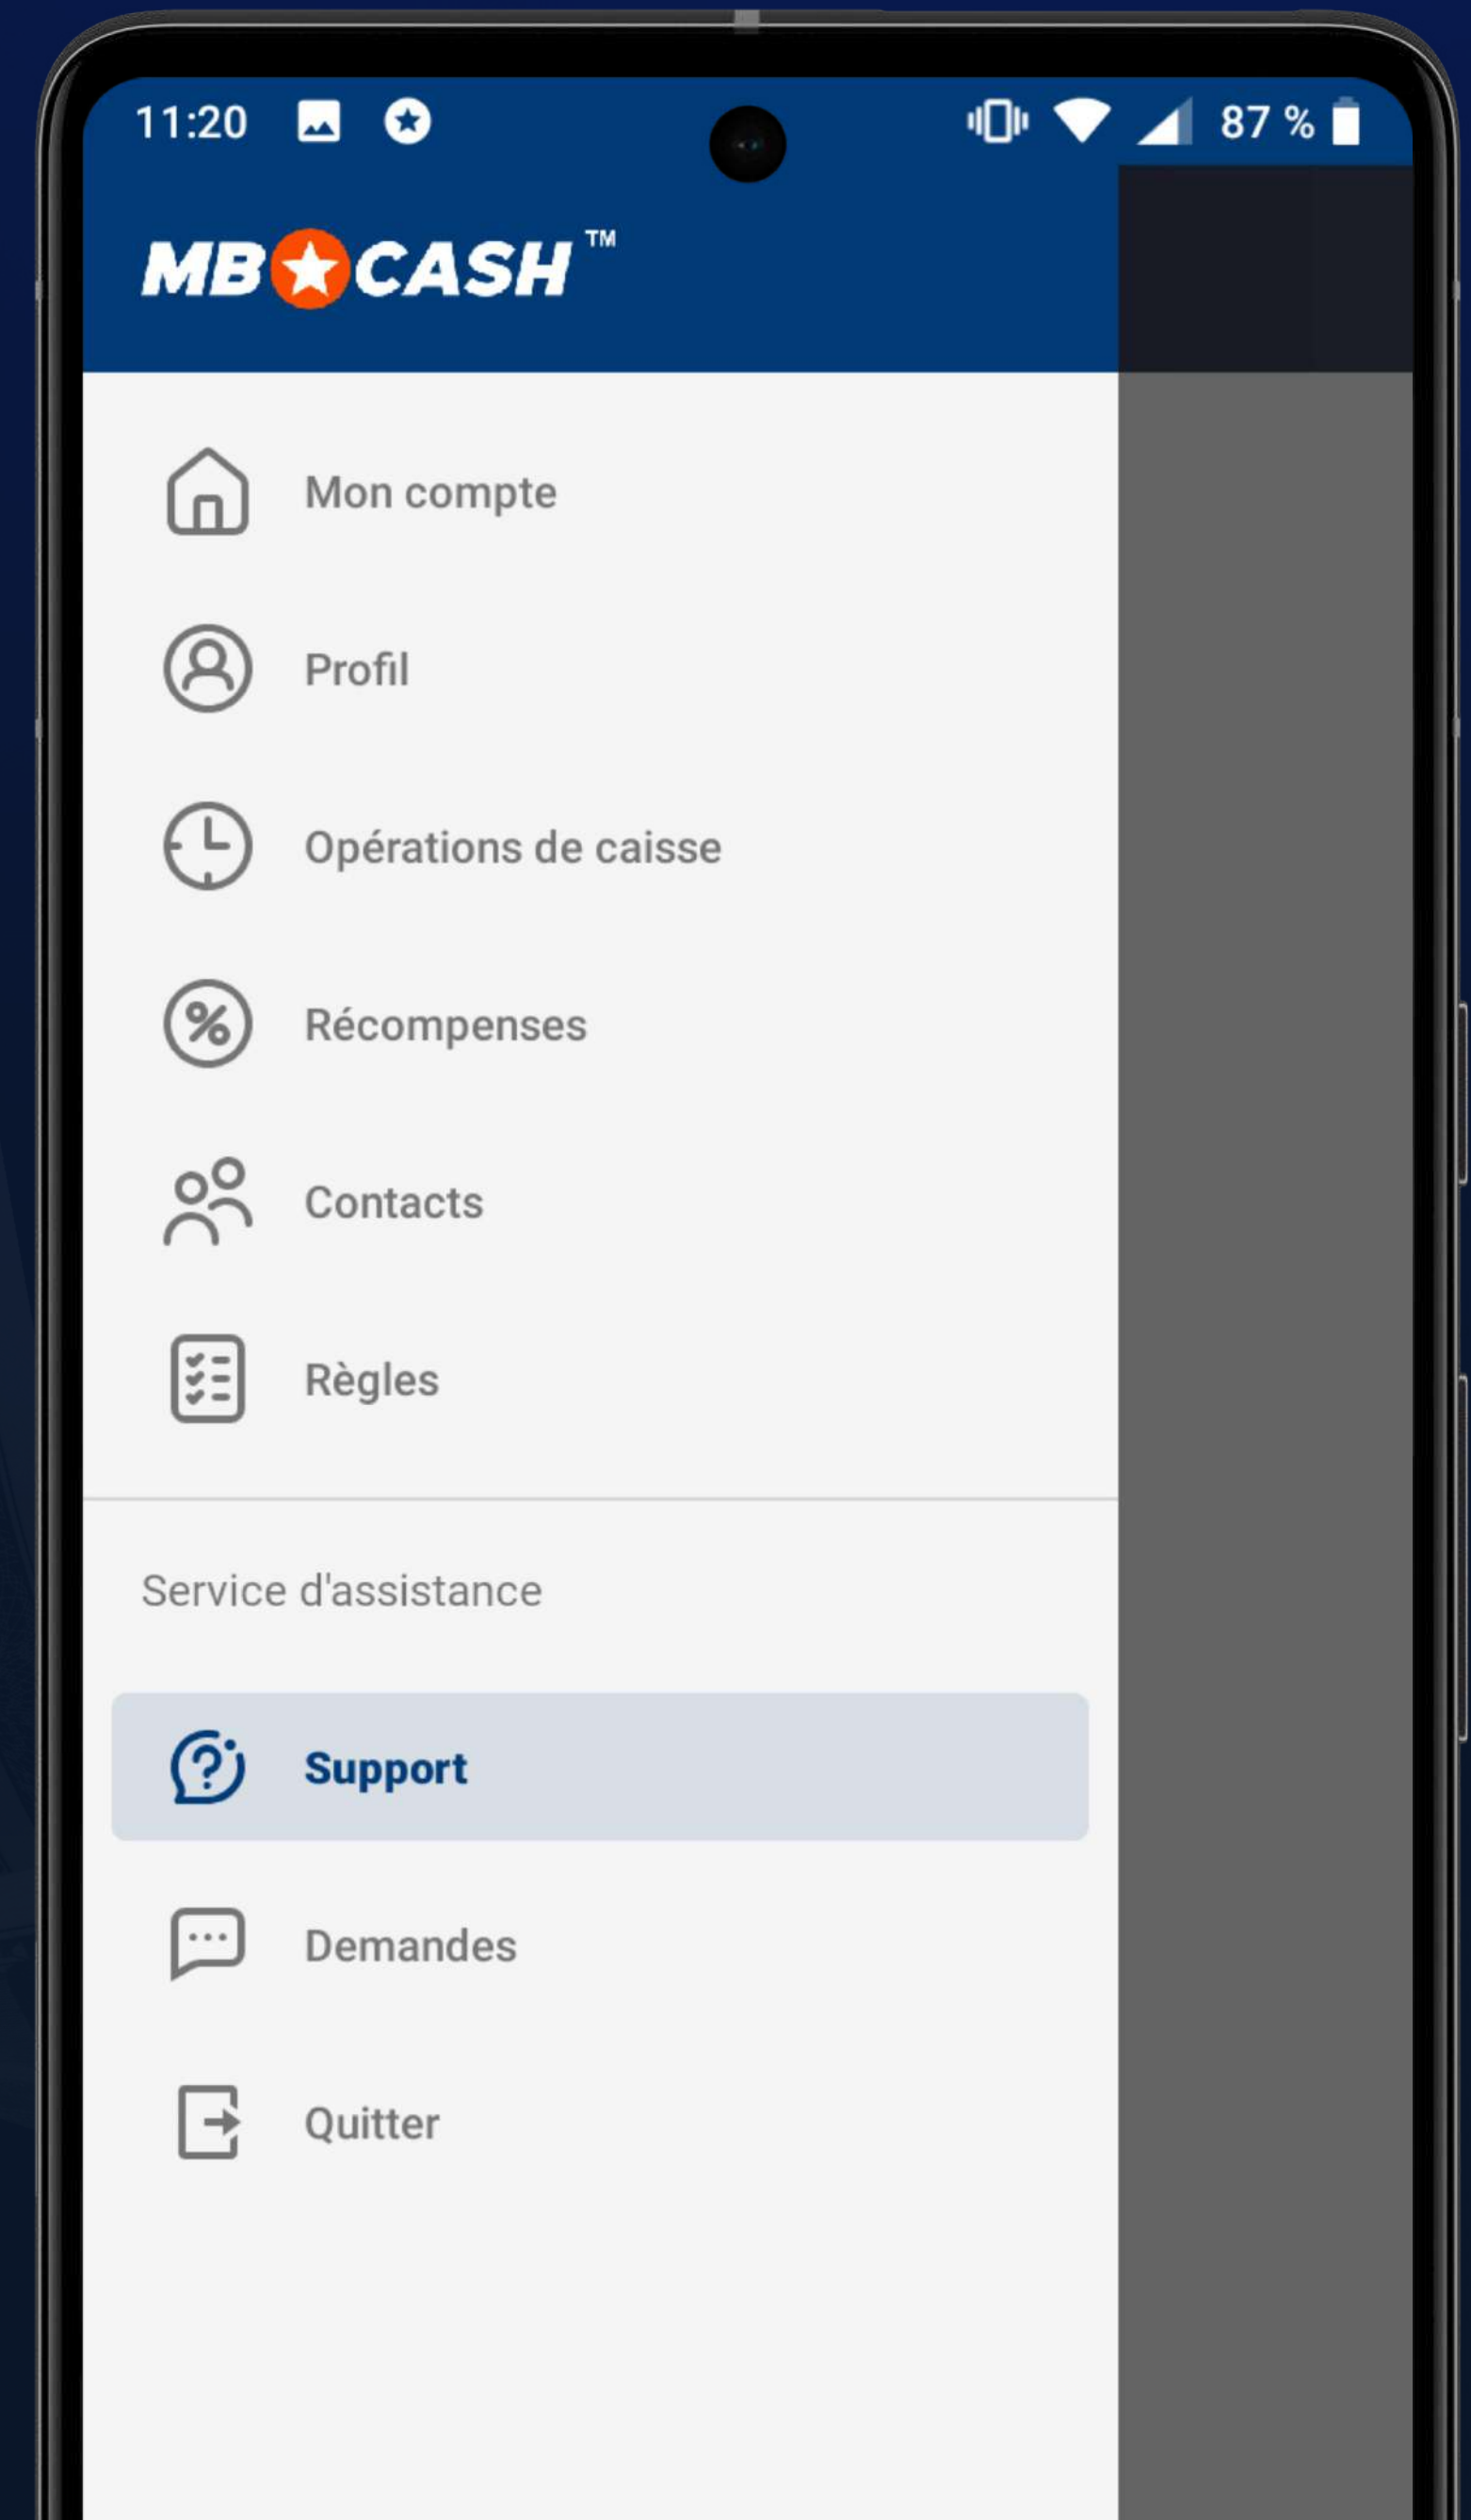 11:20
87 %
MB CASH™
Mon compte
Profil
Opérations de caisse
Récompenses
Contacts
Règles
Service d'assistance
Support
Demandes
Quitter